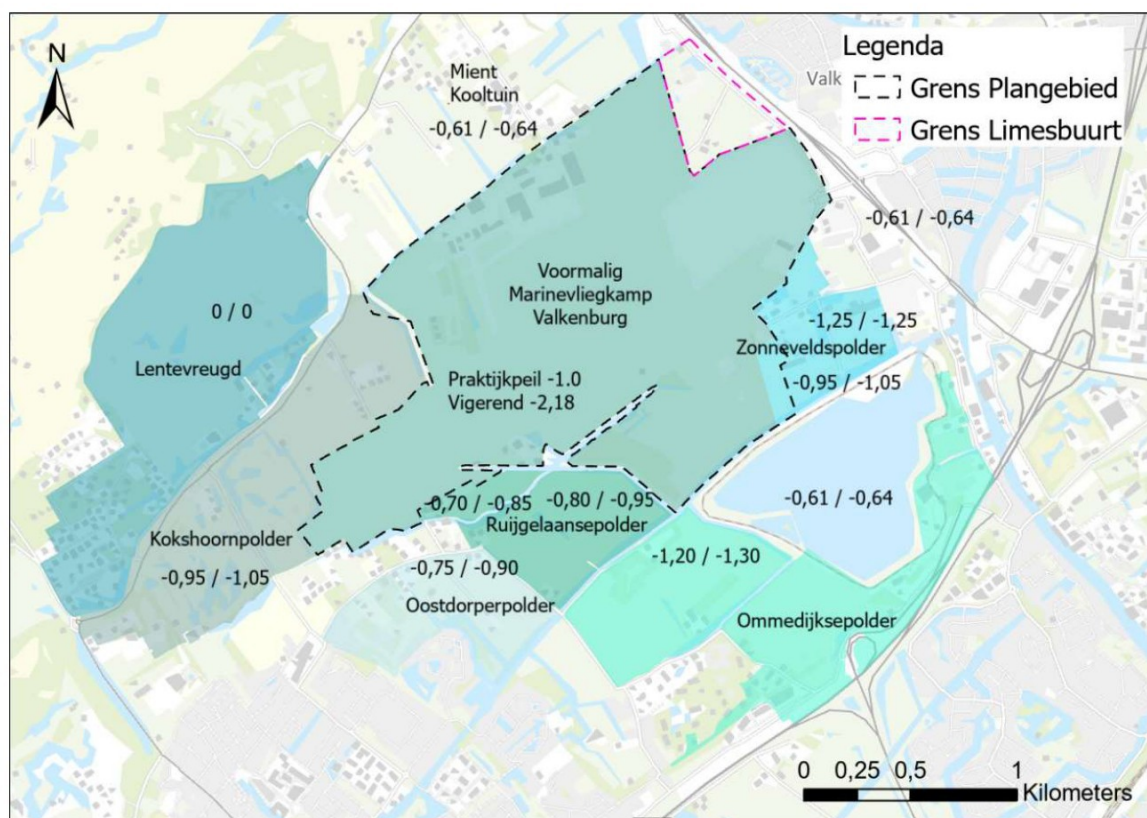 N
Mient
Kooltuin
-0,61 / -0,64
Legenda
Grens Plangebied
Grens Limesbuurt
-0,61 / -0,64
Voormalig
Marinevliegkamp
Valkenburg
0 / 0
Lentevreugd
-1,25 / -1,25
Zonneveldspolder
-0,95 / -1,05
Praktijkpeil -1.0
Vigerend -2,18
-0,70 / -0,85
-0,80 / -0,95
Ruijgelaansepolder
-0,61 / -0,64
Kokshoornpolder
-0,95 / -1,05
-0,75 / -0,90
Oostdorperpolder
-1,20 / -1,30
Ommedijksepolder
0 0,25 0,5 1
Kilometers